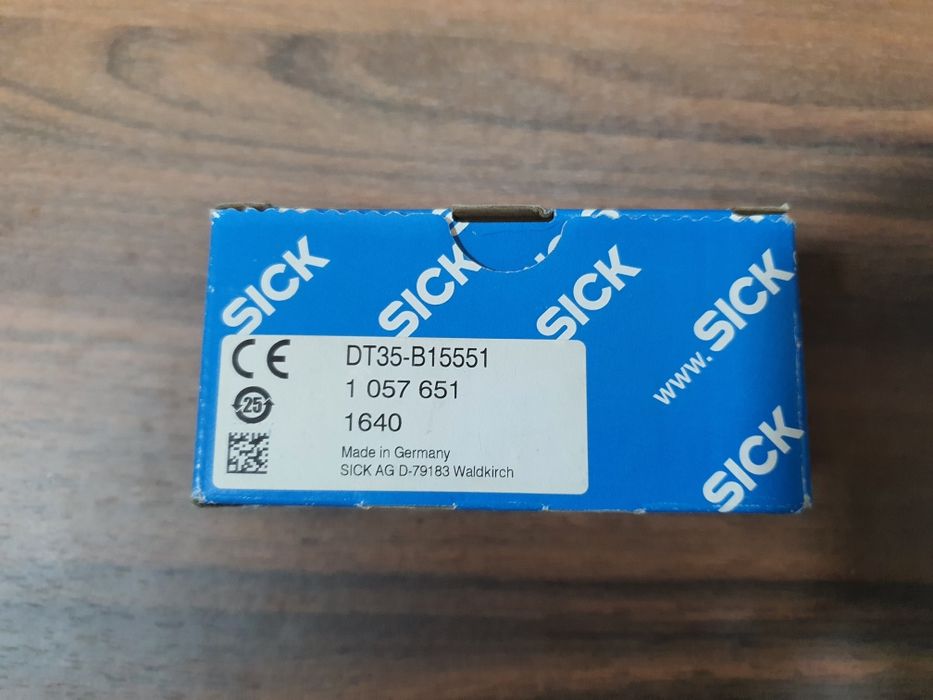 SICK
SICK
SICK
www.SICK
SICK
CE
DT35-B15551
1 057 651
25
1640
Made in Germany
SICK AG D-79183 Waldkirch